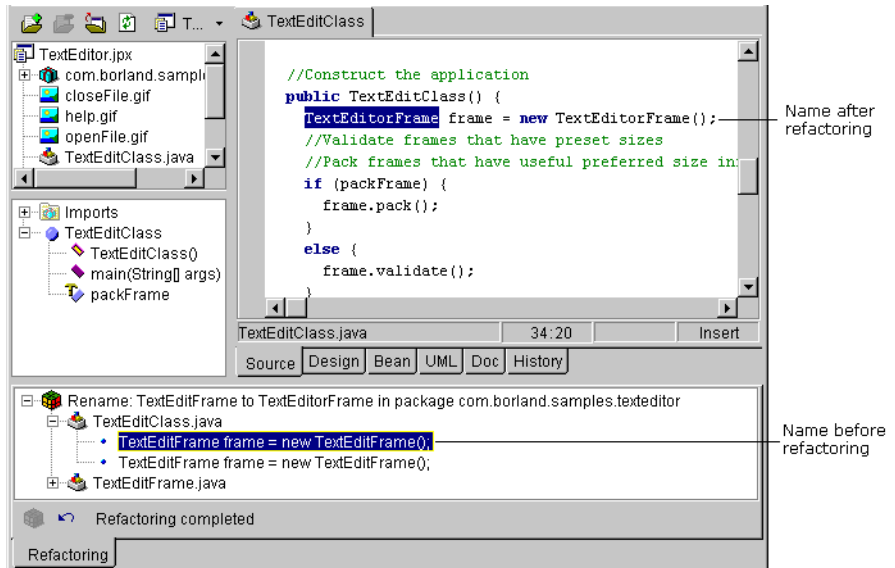 T...
TextEditClass
TextEditor.jpx
com.borland.sampl
closeFile.gif
help.gif
openFile.gif
TextEditClass.java
//Construct the application
public TextEditClass() {
TextEditorFrame frame = new TextEditorFrame();
//Validate frames that have preset sizes
//Pack frames that have useful preferred size in
if (packFrame) {
frame.pack();
}
else {
frame.validate();
}
Name after
refactoring
Imports
TextEditClass
TextEditClass()
main(String[] args)
packFrame
TextEditClass.java 34:20 Insert
Source Design Bean UML Doc History
Rename: TextEditFrame to TextEditorFrame in package com.borland.samples.texteditor
TextEditClass.java
TextEditFrame frame = new TextEditFrame();
TextEditFrame frame = new TextEditFrame();
TextEditFrame.java
Name before
refactoring
Refactoring completed
Refactoring